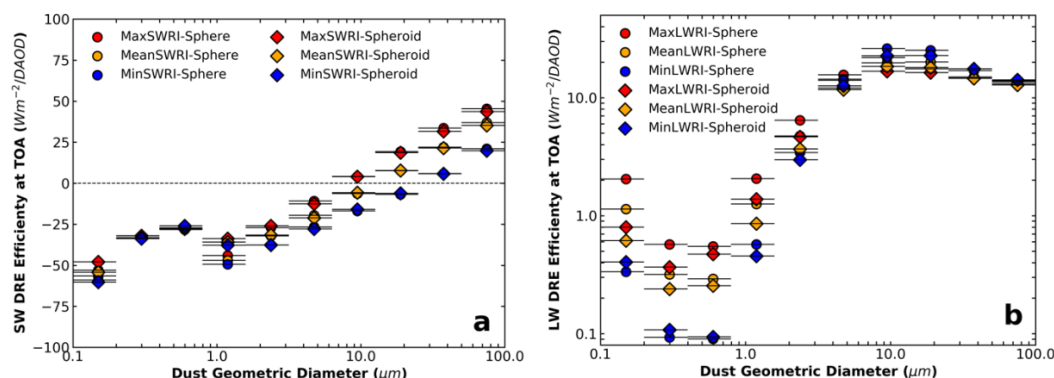 SW DRE Efficiency at TOA (Wm⁻²/DAOD)
100
75
50
25
0
−25
−50
−75
−100
MaxSWRI-Sphere
MeanSWRI-Sphere
MinSWRI-Sphere
MaxSWRI-Spheroid
MeanSWRI-Spheroid
MinSWRI-Spheroid
a
0.1 1.0 10.0 100.0
Dust Geometric Diameter (μm)
LW DRE Efficiency at TOA (Wm⁻²/DAOD)
10.0
1.0
0.1
MaxLWRI-Sphere
MeanLWRI-Sphere
MinLWRI-Sphere
MaxLWRI-Spheroid
MeanLWRI-Spheroid
MinLWRI-Spheroid
b
0.1 1.0 10.0 100.0
Dust Geometric Diameter (μm)